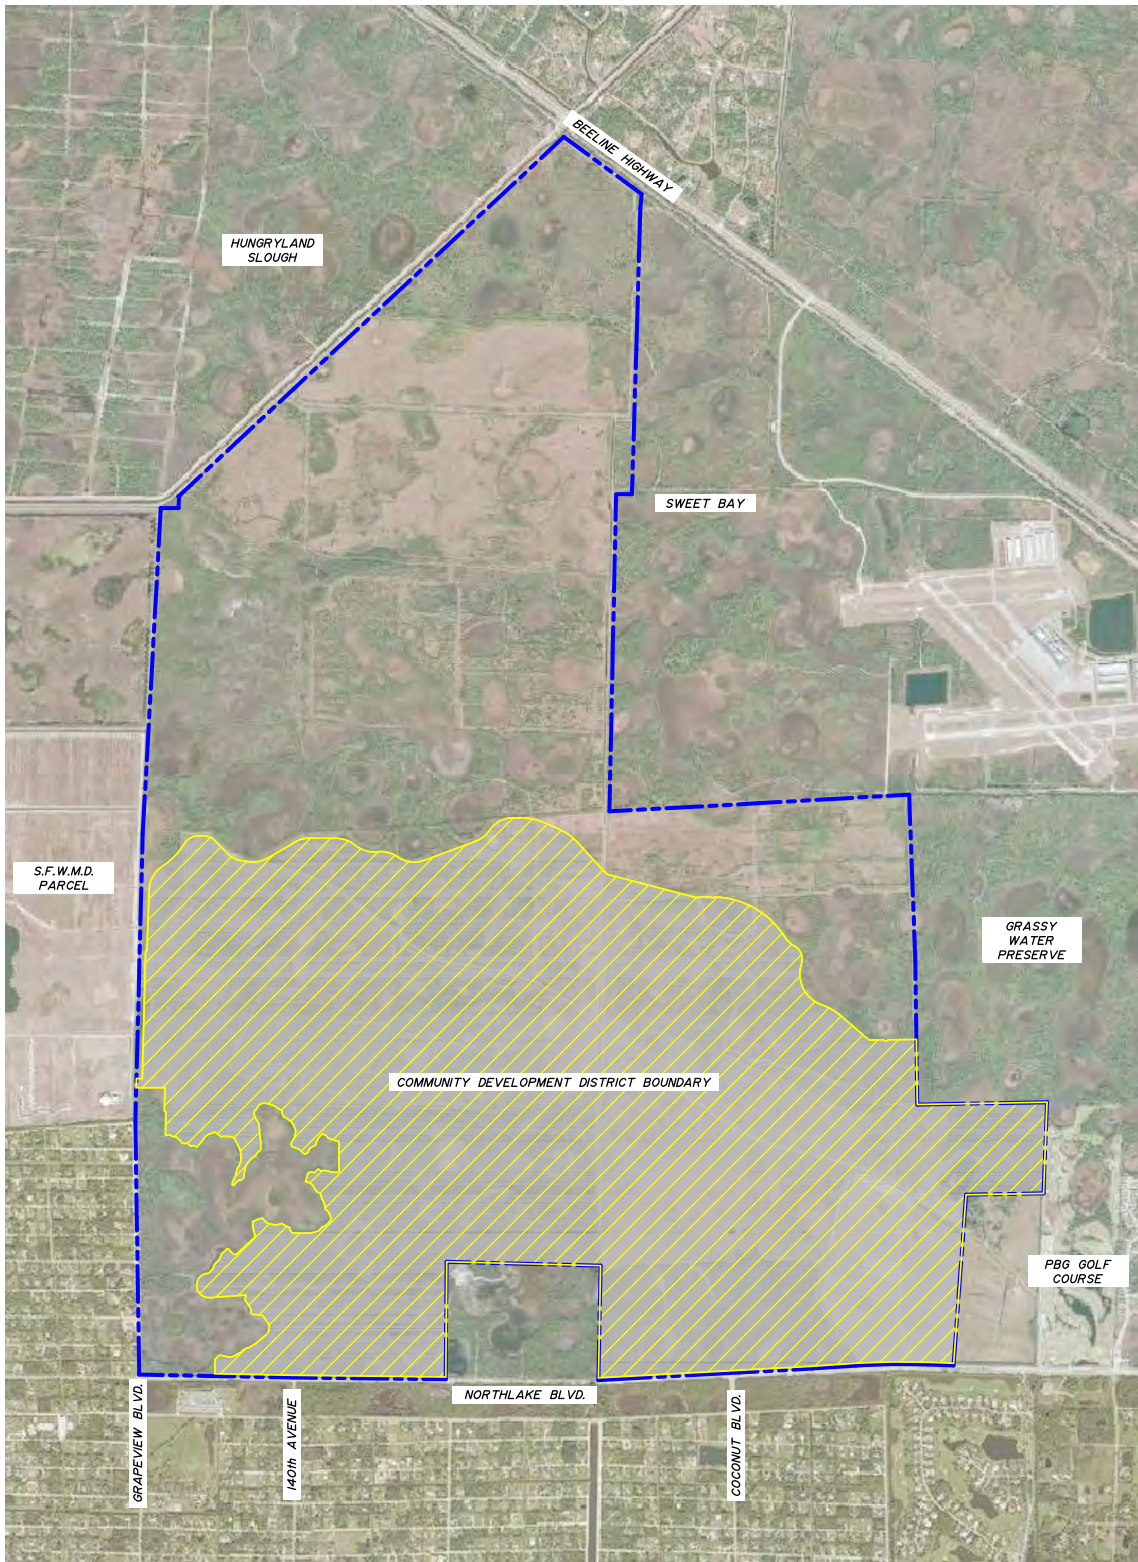 BEELINE HIGHWAY
HUNGRYLAND
SLOUGH
SWEET BAY
S.F.W.M.D.
PARCEL
GRASSY
WATER
PRESERVE
COMMUNITY DEVELOPMENT DISTRICT BOUNDARY
PBG GOLF
COURSE
NORTHLAKE BLVD.
GRAPEVIEW BLVD.
140th AVENUE
COCONUT BLVD.